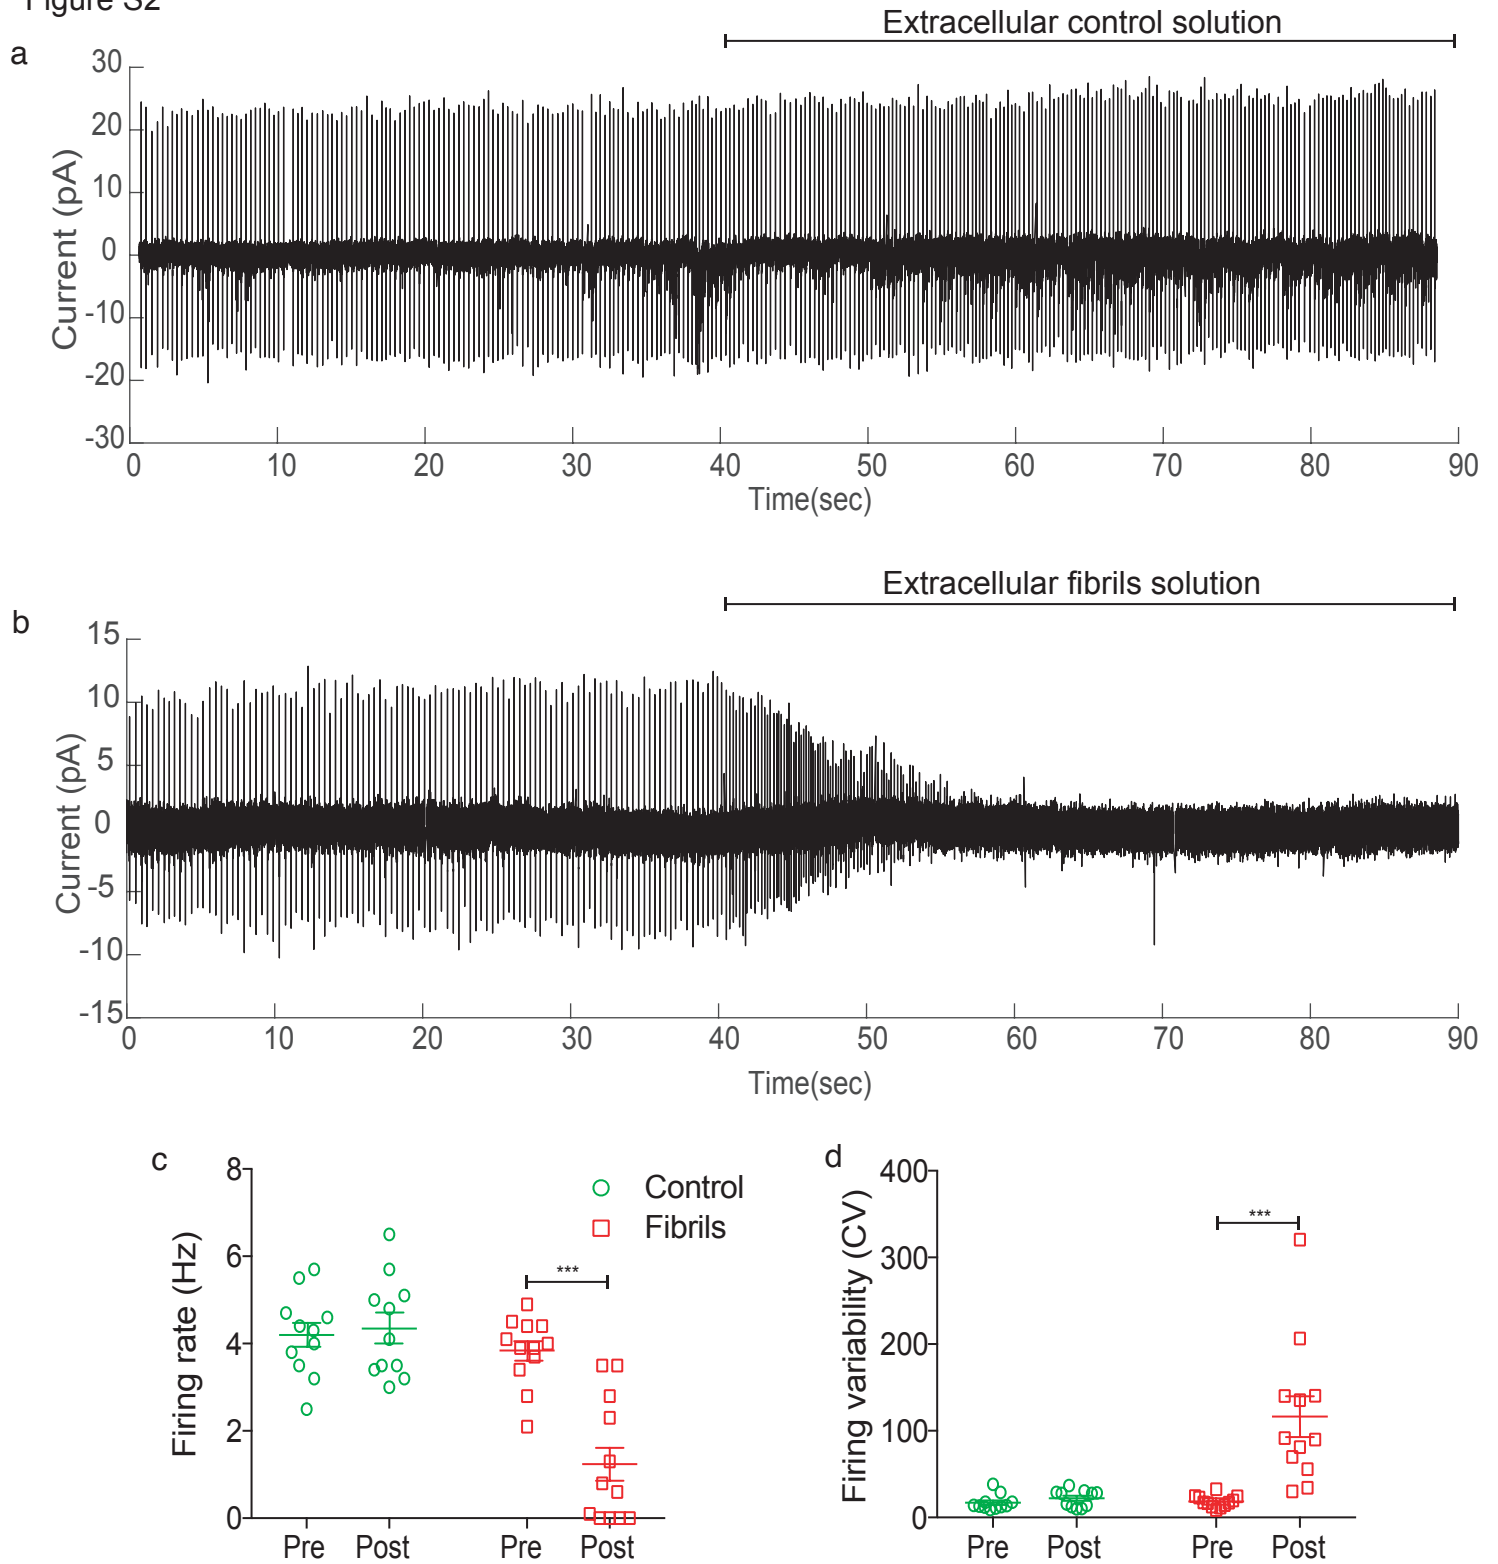 Figure S2
a
Extracellular control solution
30
20
10
0
-10
-20
-30
Current (pA)
0 10 20 30 40 50 60 70 80 90
Time(sec)
b
Extracellular fibrils solution
15
10
5
0
-5
-10
-15
Current (pA)
0 10 20 30 40 50 60 70 80 90
Time(sec)
c
8
6
4
2
0
Firing rate (Hz)
Control
Fibrils
***
Pre Post Pre Post
d
400
300
200
100
0
Firing variability (CV)
***
Pre Post Pre Post